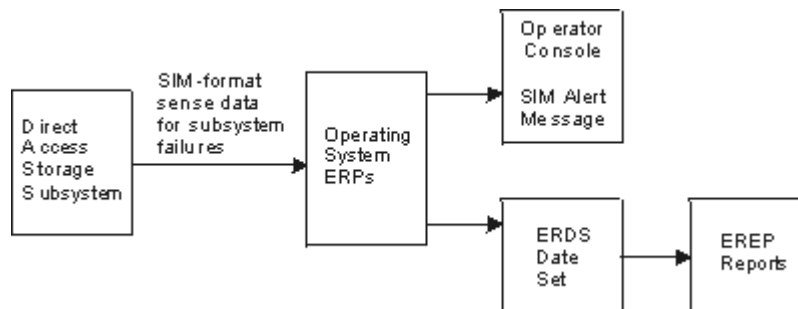 Direct
Access
Storage
Subsystem
SIM-format
sense data
for subsystem
failures
Operating
System
ERPs
Operator
Console
SIM Alert
Message
ERDS
Date
Set
EREP
Reports